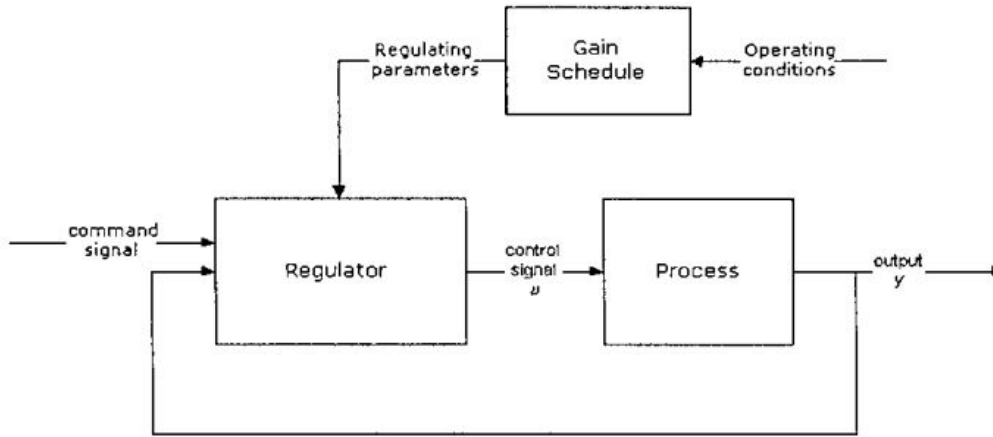 Regulating
parameters
Gain
Schedule
Operating
conditions
command
signal
Regulator
control
signal
u
Process
output
y